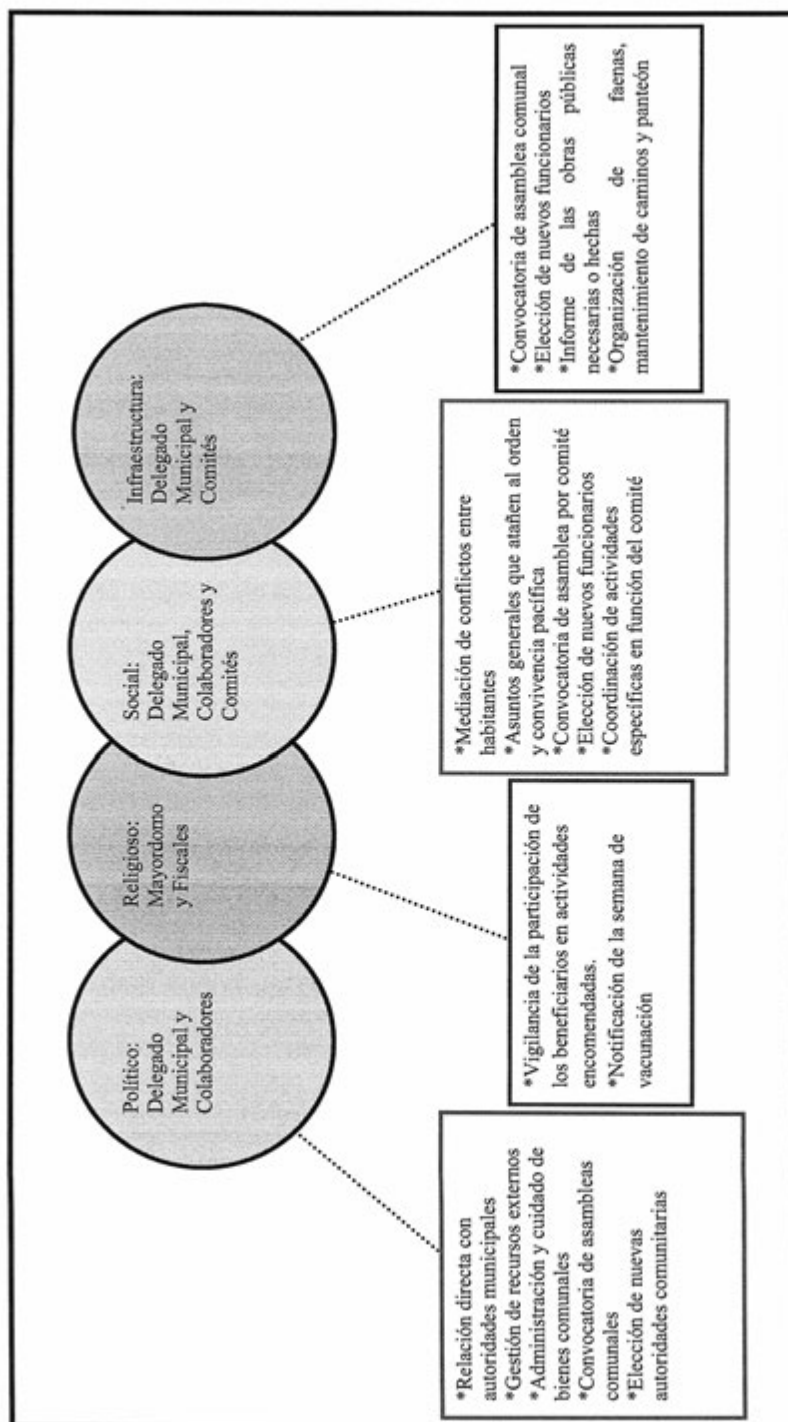 Político:
Delegado
Municipal y
Colaboradores
Religioso:
Mayordomo
y Fiscales
Social:
Delegado
Municipal,
Colaboradores y
Comités
Infraestructura:
Delegado
Municipal y
Comités
*Relación directa con
autoridades municipales
*Gestión de recursos externos
*Administración y cuidado de
bienes comunales
*Convocatoria de asambleas
comunales
*Elección de nuevas
autoridades comunitarias
*Vigilancia de la participación de
los beneficiarios en actividades
encomendadas.
*Notificación de la semana de
vacunación
*Mediación de conflictos entre
habitantes
*Asuntos generales que atañen al orden
y convivencia pacífica
*Convocatoria de asamblea por comité
*Elección de nuevos funcionarios
*Coordinación de actividades
específicas en función del comité
*Convocatoria de asamblea comunal
*Elección de nuevos funcionarios
*Informe de las obras públicas
necesarias o hechas
*Organización de faenas,
mantenimiento de caminos y panteón